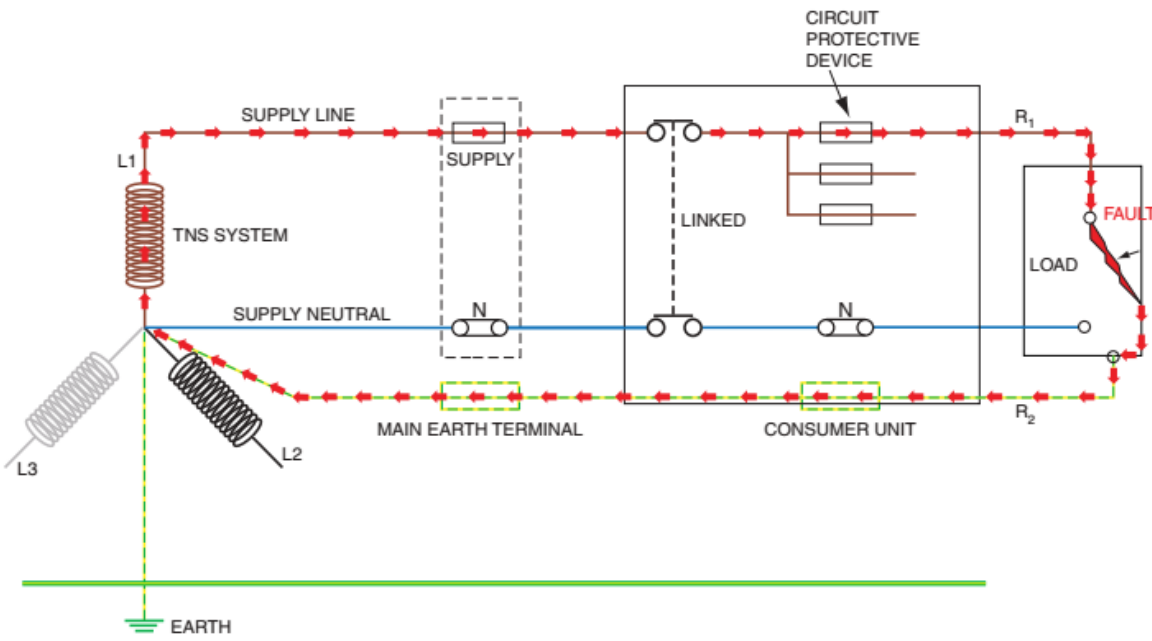 CIRCUIT
PROTECTIVE
DEVICE
SUPPLY LINE
R1
L1
SUPPLY
FAULT
LINKED
TNS SYSTEM
LOAD
SUPPLY NEUTRAL
N
N
MAIN EARTH TERMINAL
CONSUMER UNIT
R2
L3
L2
EARTH